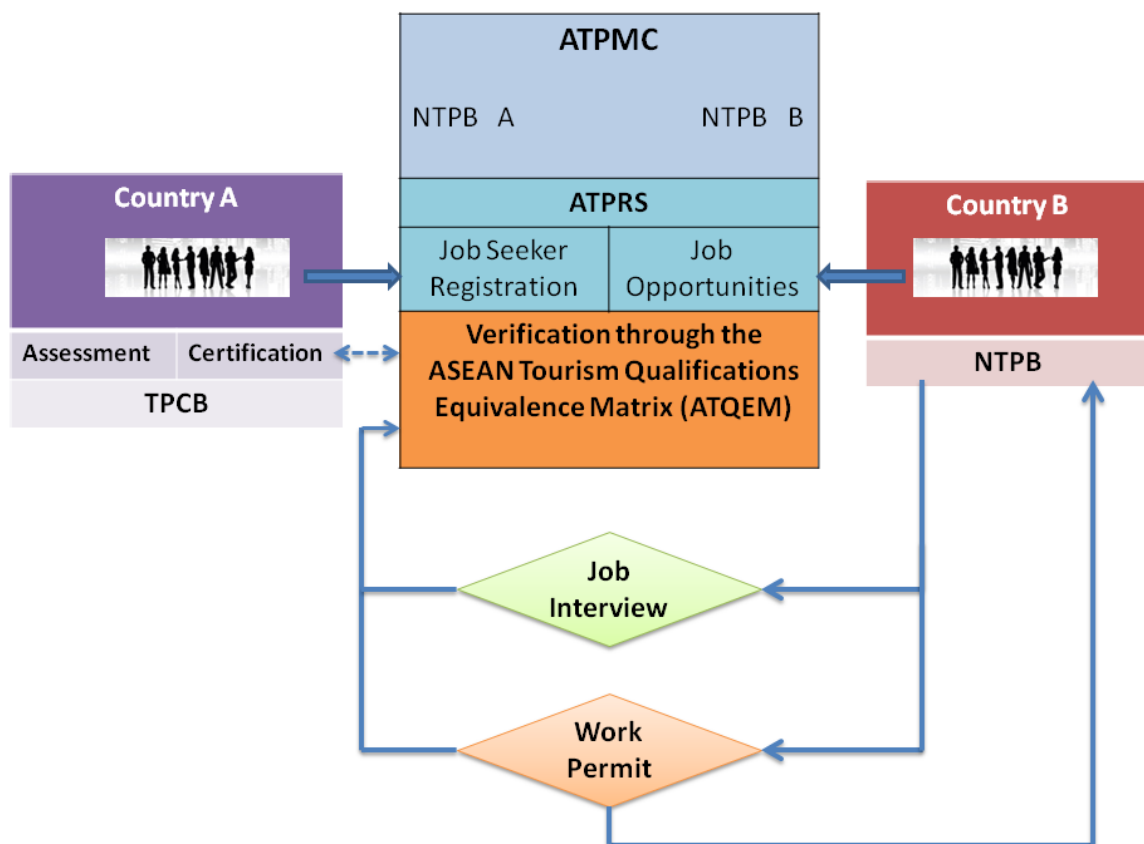 ATPMC
NTPB A
NTPB B
Country A
ATPRS
Country B
Job Seeker
Registration
Job
Opportunities
Assessment
Certification
TPCB
Verification through the
ASEAN Tourism Qualifications
Equivalence Matrix (ATQEM)
NTPB
Job
Interview
Work
Permit